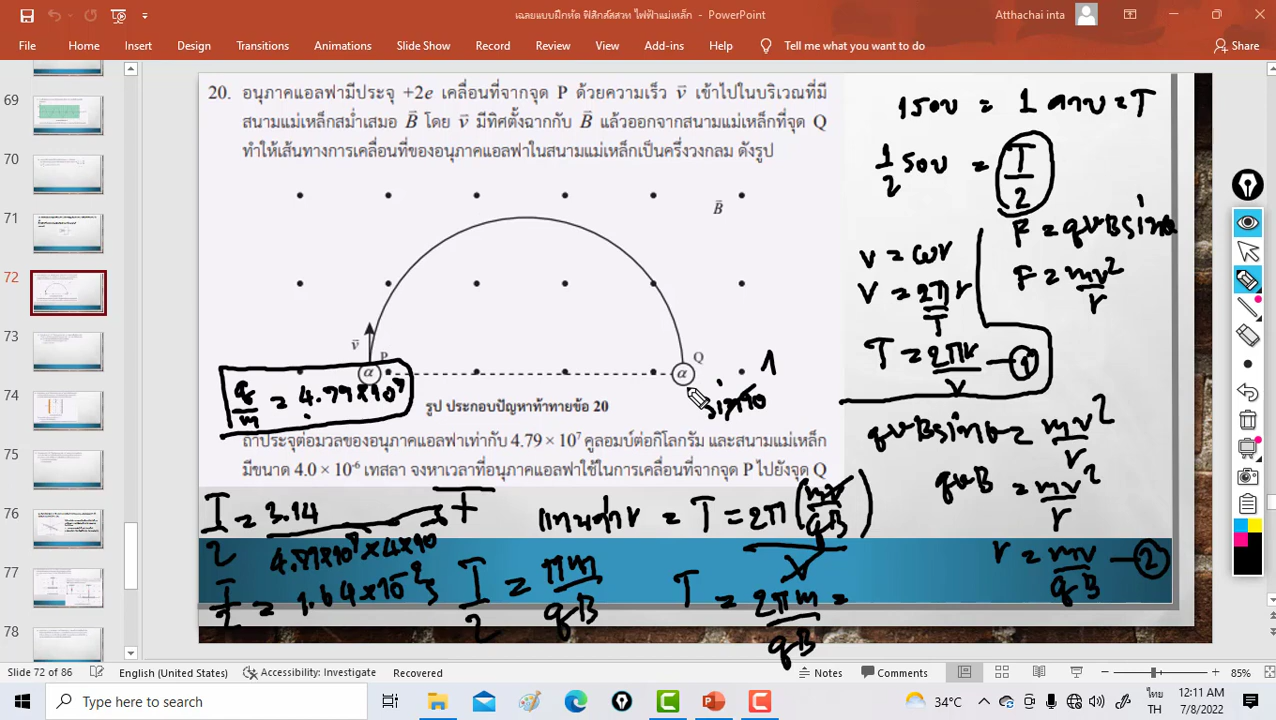 เฉลยแบบฝึกหัด ฟิสิกส์สสวท ไฟฟ้าแม่เหล็ก - PowerPoint
Atthachai inta
File Home Insert Design Transitions Animations Slide Show Record Review View Add-ins Help Tell me what you want to do Share
69
70
71
72
73
74
75
76
77
78
20. อนุภาคแอลฟามีประจุ +2e เคลื่อนที่จากจุด P ด้วยความเร็ว v⃗ เข้าไปในบริเวณที่มี
สนามแม่เหล็กสม่ำเสมอ B⃗ โดย v⃗ มีทิศตั้งฉากกับ B⃗ แล้วออกจากสนามแม่เหล็กที่จุด Q
ทำให้เส้นทางการเคลื่อนที่ของอนุภาคแอลฟาในสนามแม่เหล็กเป็นครึ่งวงกลม ดังรูป
B⃗
v⃗
P
Q
α
α
รูป ประกอบปัญหาท้าทายข้อ 20
ถ้าประจุต่อมวลของอนุภาคแอลฟาเท่ากับ 4.79 × 10⁷ คูลอมบ์ต่อกิโลกรัม และสนามแม่เหล็ก
มีขนาด 4.0 × 10⁻⁶ เทสลา จงหาเวลาที่อนุภาคแอลฟาใช้ในการเคลื่อนที่จากจุด P ไปยังจุด Q
q/m = 4.79×10⁷
sin90
1
1 รอบ = 1 คาบ = T
1/2 รอบ = T/2
F = qvBsinθ
F = mv²/r
v = ωr
v = 2πr/T
T = 2πr/v — ①
qvBsinθ = mv²/r
qvB = mv²/r
r = mv/qB — ②
แทนค่า r = T = 2π(mv/qB)/v
T = 2πm/qB =
T/2 = πm/qB
T/2 = 1.64×10⁻² s
Slide 72 of 86 English (United States) Accessibility: Investigate Recovered Notes Comments 85%
Type here to search
34°C
ไทย
TH
12:11 AM
7/8/2022